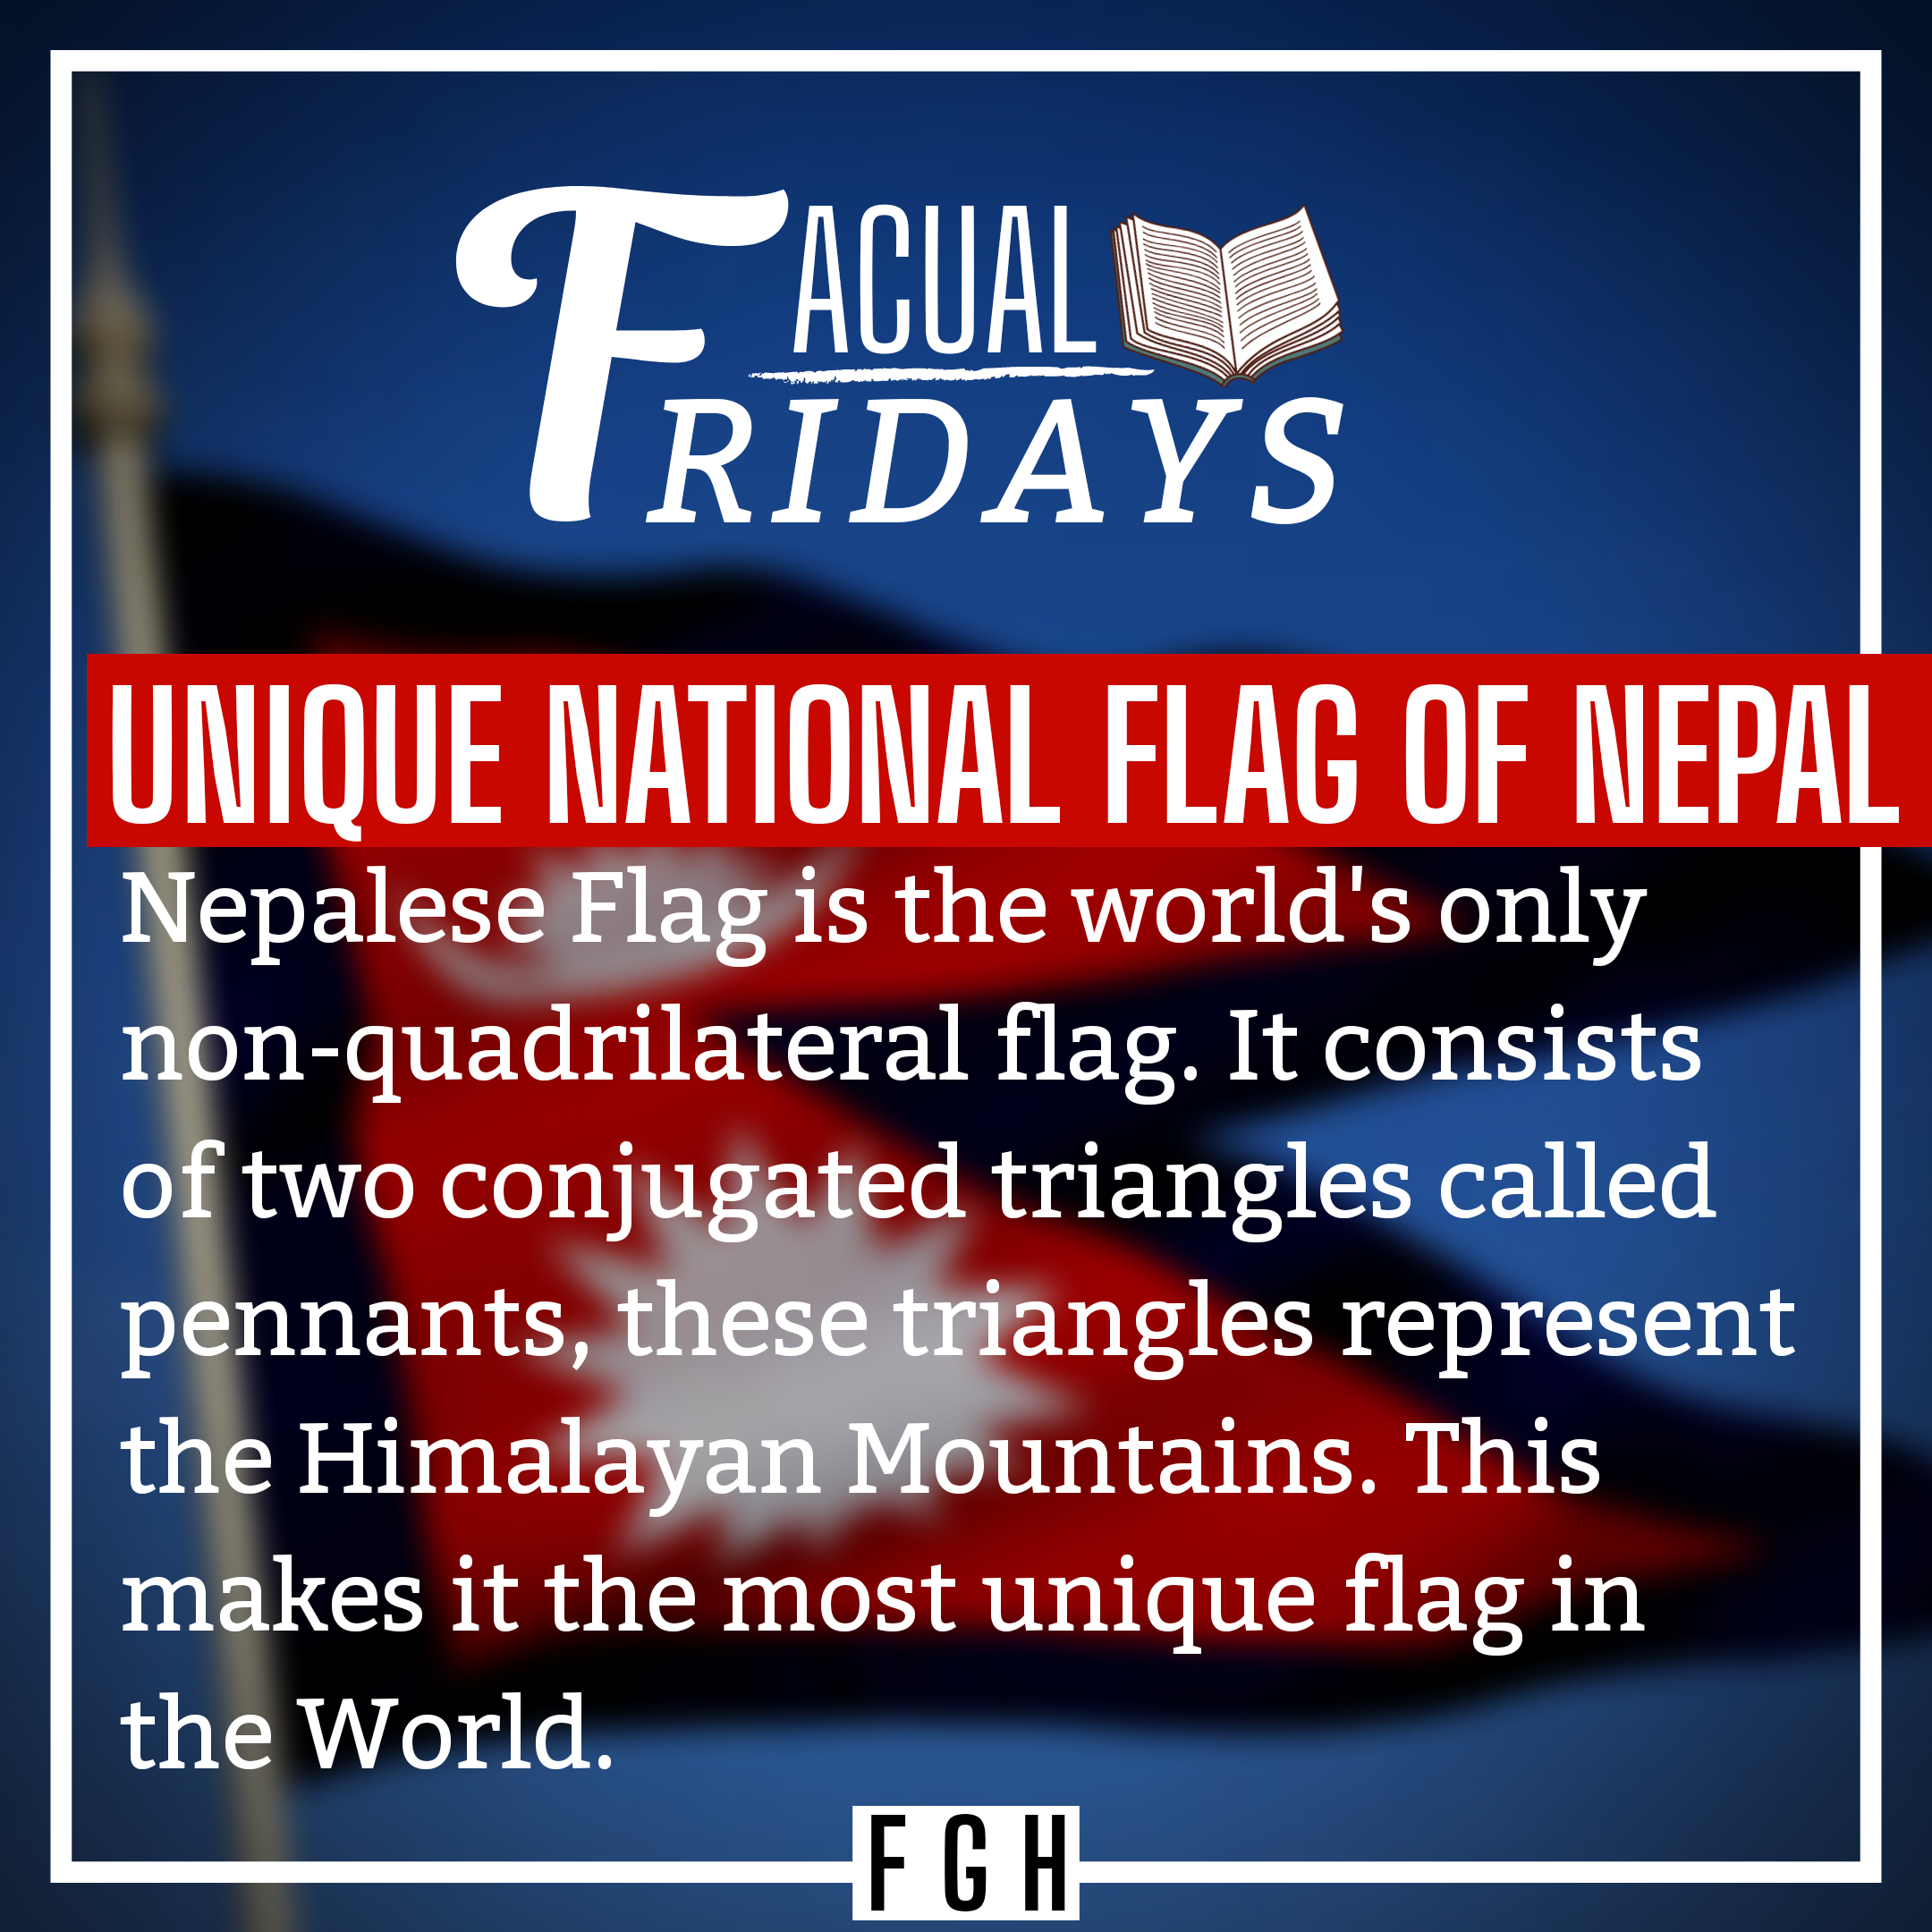 FACUAL
FRIDAYS
UNIQUE NATIONAL FLAG OF NEPAL
Nepalese Flag is the world's only
non-quadrilateral flag. It consists
of two conjugated triangles called
pennants, these triangles represent
the Himalayan Mountains. This
makes it the most unique flag in
the World.
F G H